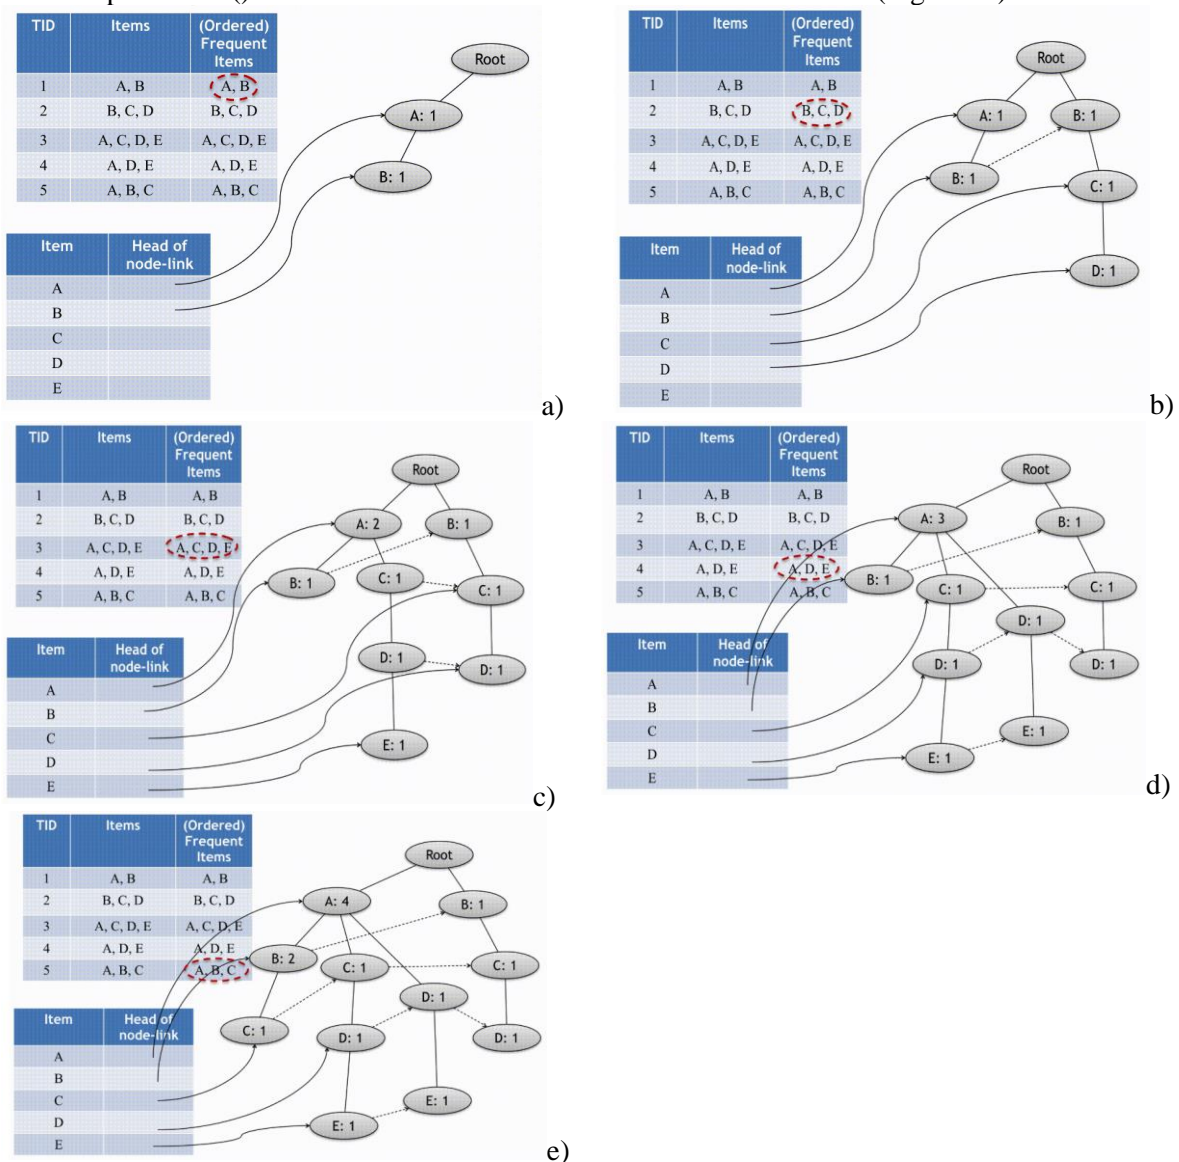 TID Items (Ordered) Frequent Items
1 A, B A, B
2 B, C, D B, C, D
3 A, C, D, E A, C, D, E
4 A, D, E A, D, E
5 A, B, C A, B, C
Root
A: 1
B: 1
Item Head of node-link
A
B
C
D
E
a)
TID Items (Ordered) Frequent Items
1 A, B A, B
2 B, C, D B, C, D
3 A, C, D, E A, C, D, E
4 A, D, E A, D, E
5 A, B, C A, B, C
Root
A: 1 B: 1
B: 1 C: 1
D: 1
Item Head of node-link
A
B
C
D
E
b)
TID Items (Ordered) Frequent Items
1 A, B A, B
2 B, C, D B, C, D
3 A, C, D, E A, C, D, E
4 A, D, E A, D, E
5 A, B, C A, B, C
Root
A: 2 B: 1
B: 1 C: 1 C: 1
D: 1 D: 1
E: 1
Item Head of node-link
A
B
C
D
E
c)
TID Items (Ordered) Frequent Items
1 A, B A, B
2 B, C, D B, C, D
3 A, C, D, E A, C, D, E
4 A, D, E A, D, E
5 A, B, C A, B, C
Root
A: 3 B: 1
B: 1 C: 1 C: 1
D: 1
D: 1 D: 1
E: 1
E: 1
Item Head of node-link
A
B
C
D
E
d)
TID Items (Ordered) Frequent Items
1 A, B A, B
2 B, C, D B, C, D
3 A, C, D, E A, C, D, E
4 A, D, E A, D, E
5 A, B, C A, B, C
Root
A: 4 B: 1
B: 2 C: 1 C: 1
D: 1
C: 1 D: 1 D: 1
E: 1
E: 1
Item Head of node-link
A
B
C
D
E
e)